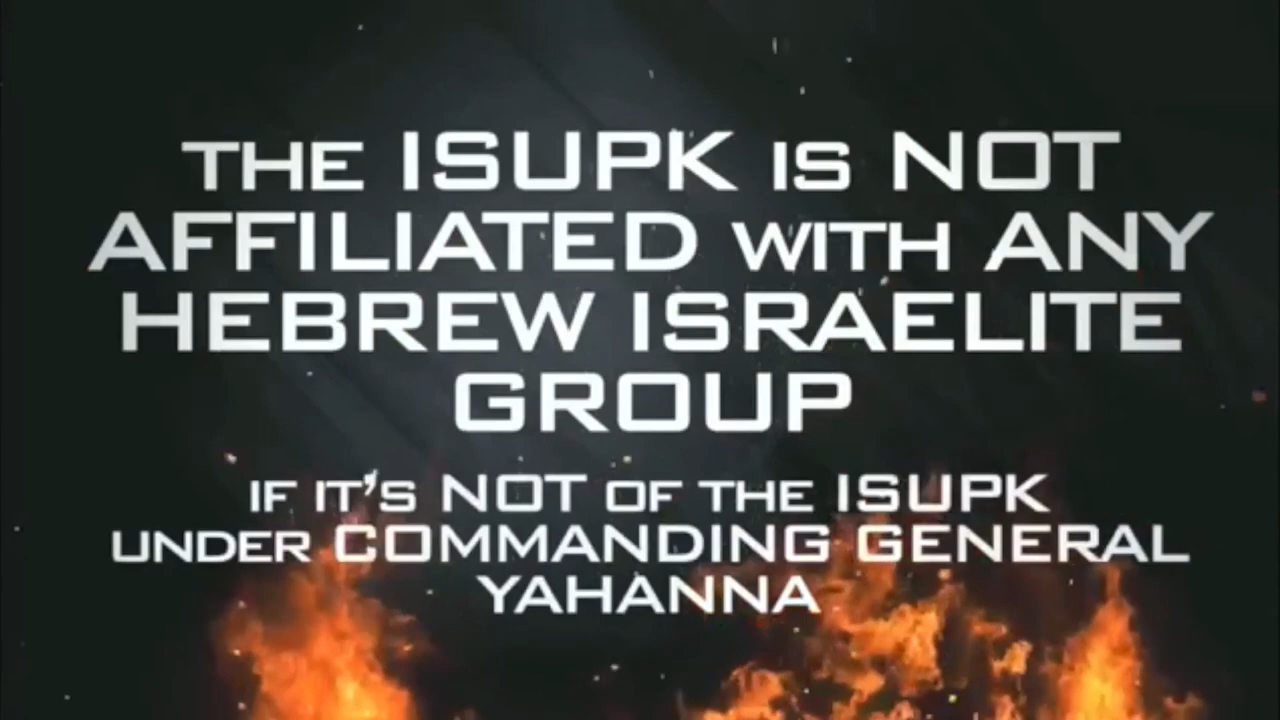 THE ISUPK IS NOT
AFFILIATED WITH ANY
HEBREW ISRAELITE
GROUP
IF IT'S NOT OF THE ISUPK
UNDER COMMANDING GENERAL
YAHANNA